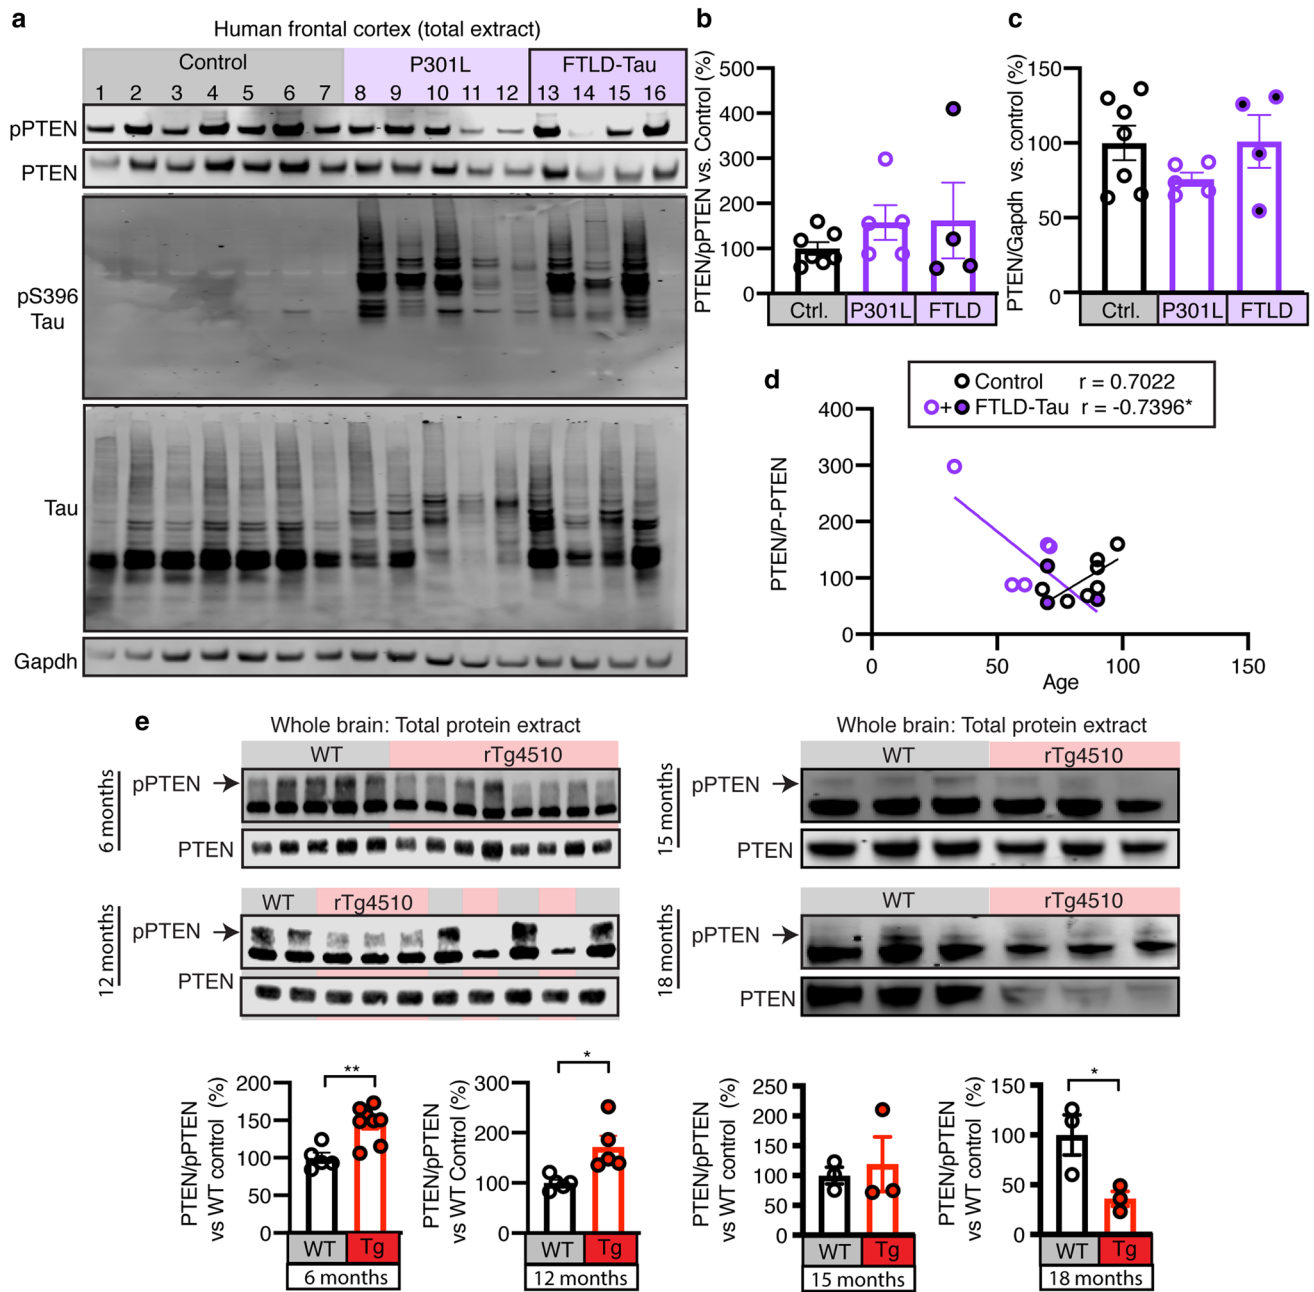 a
Human frontal cortex (total extract)
Control P301L FTLD-Tau
1 2 3 4 5 6 7 8 9 10 11 12 13 14 15 16
pPTEN
PTEN
pS396
Tau
Tau
Gapdh
b
PTEN/pPTEN vs. Control (%)
500
400
300
200
100
0
Ctrl. P301L FTLD
c
PTEN/Gapdh vs. control (%)
150
100
50
0
Ctrl. P301L FTLD
d
Control r = 0.7022
+ FTLD-Tau r = -0.7396*
PTEN/P-PTEN
400
300
200
100
0
0 50 100 150
Age
e
Whole brain: Total protein extract
WT rTg4510
6 months
pPTEN
PTEN
WT rTg4510
12 months
pPTEN
PTEN
Whole brain: Total protein extract
WT rTg4510
15 months
pPTEN
PTEN
WT rTg4510
18 months
pPTEN
PTEN
PTEN/pPTEN
vs WT control (%)
200
150
100
50
0
**
WT Tg
6 months
PTEN/pPTEN
vs WT Control (%)
300
200
100
0
*
WT Tg
12 months
PTEN/pPTEN
vs WT control (%)
250
200
150
100
50
0
WT Tg
15 months
PTEN/pPTEN
vs WT control (%)
150
100
50
0
*
WT Tg
18 months